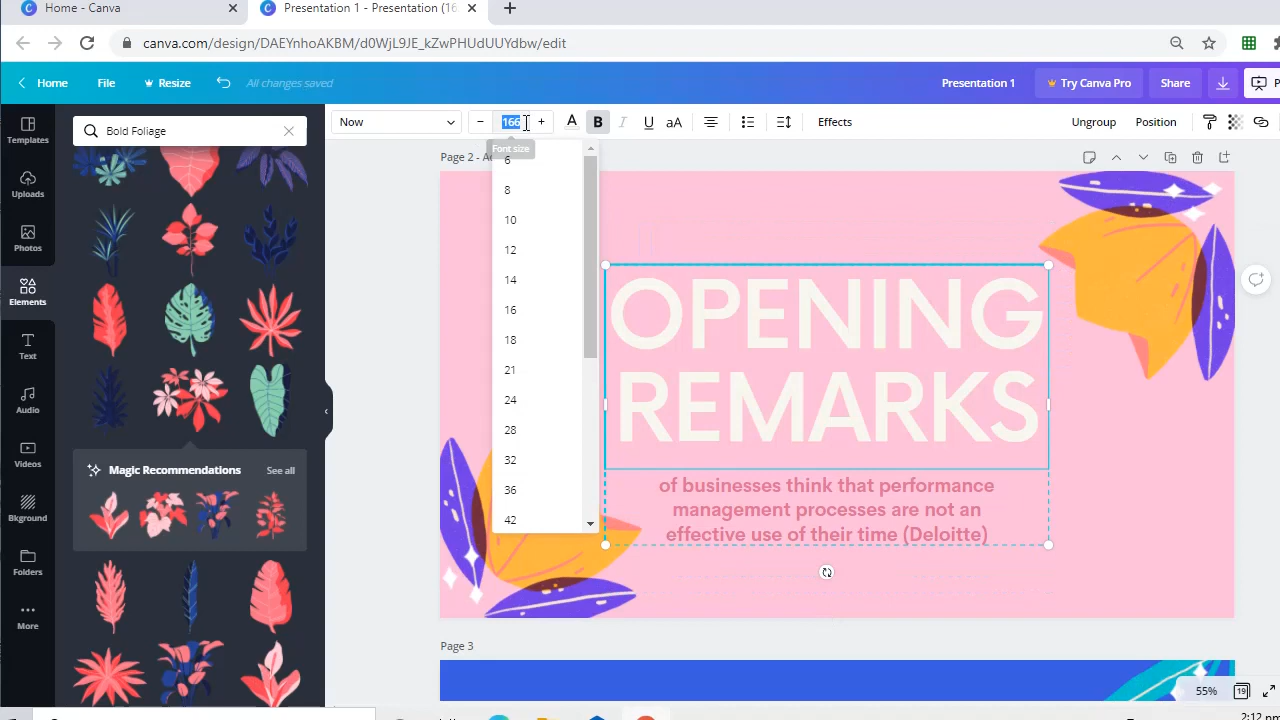 Home - Canva
Presentation 1 - Presentation (16:
canva.com/design/DAEYnhoAKBM/d0WjL9JE_kZwPHUdUUYdbw/edit
Home
File
Resize
All changes saved
Presentation 1
Try Canva Pro
Share
Templates
Uploads
Photos
Elements
Text
Audio
Videos
Bkground
Folders
More
Bold Foliage
Magic Recommendations
See all
Now
166
A
B
I
U
aA
Effects
Ungroup
Position
Font size
6
8
10
12
14
16
18
21
24
28
32
36
42
Page 2 -
OPENING
REMARKS
of businesses think that performance
management processes are not an
effective use of their time (Deloitte)
Page 3
55%
19
2:12 pm